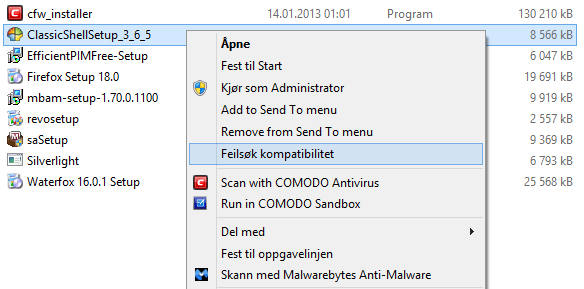 cfw_installer 14.01.2013 01:01 Program 130 210 kB
ClassicShellSetup_3_6_5 8 566 kB
Åpne
EfficientPIMFree-Setup 6 047 kB
Fest til Start
Firefox Setup 18.0 19 691 kB
Kjør som Administrator
mbam-setup-1.70.0.1100 9 919 kB
Add to Send To menu
revosetup 2 557 kB
Remove from Send To menu
saSetup 9 369 kB
Feilsøk kompatibilitet
Silverlight 6 793 kB
Scan with COMODO Antivirus
Waterfox 16.0.1 Setup 25 568 kB
Run in COMODO Sandbox
Del med
Fest til oppgavelinjen
Skann med Malwarebytes Anti-Malware